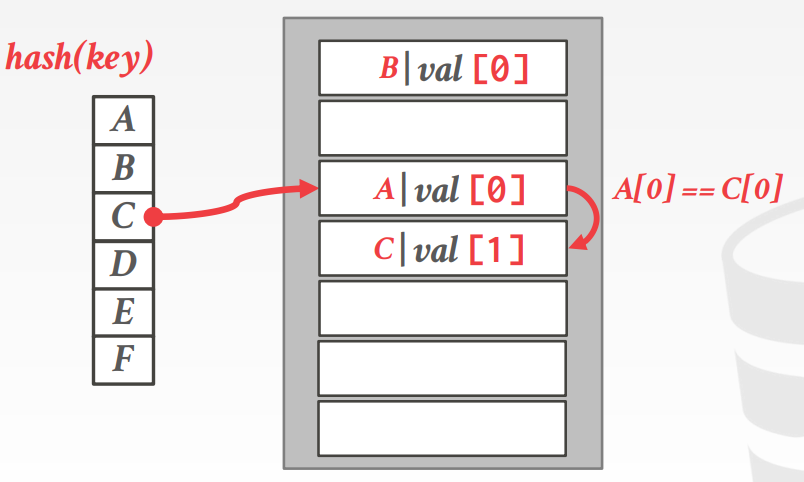 hash(key)
A
B
C
D
E
F
B|val [0]
A|val [0]
C|val [1]
A[0] == C[0]